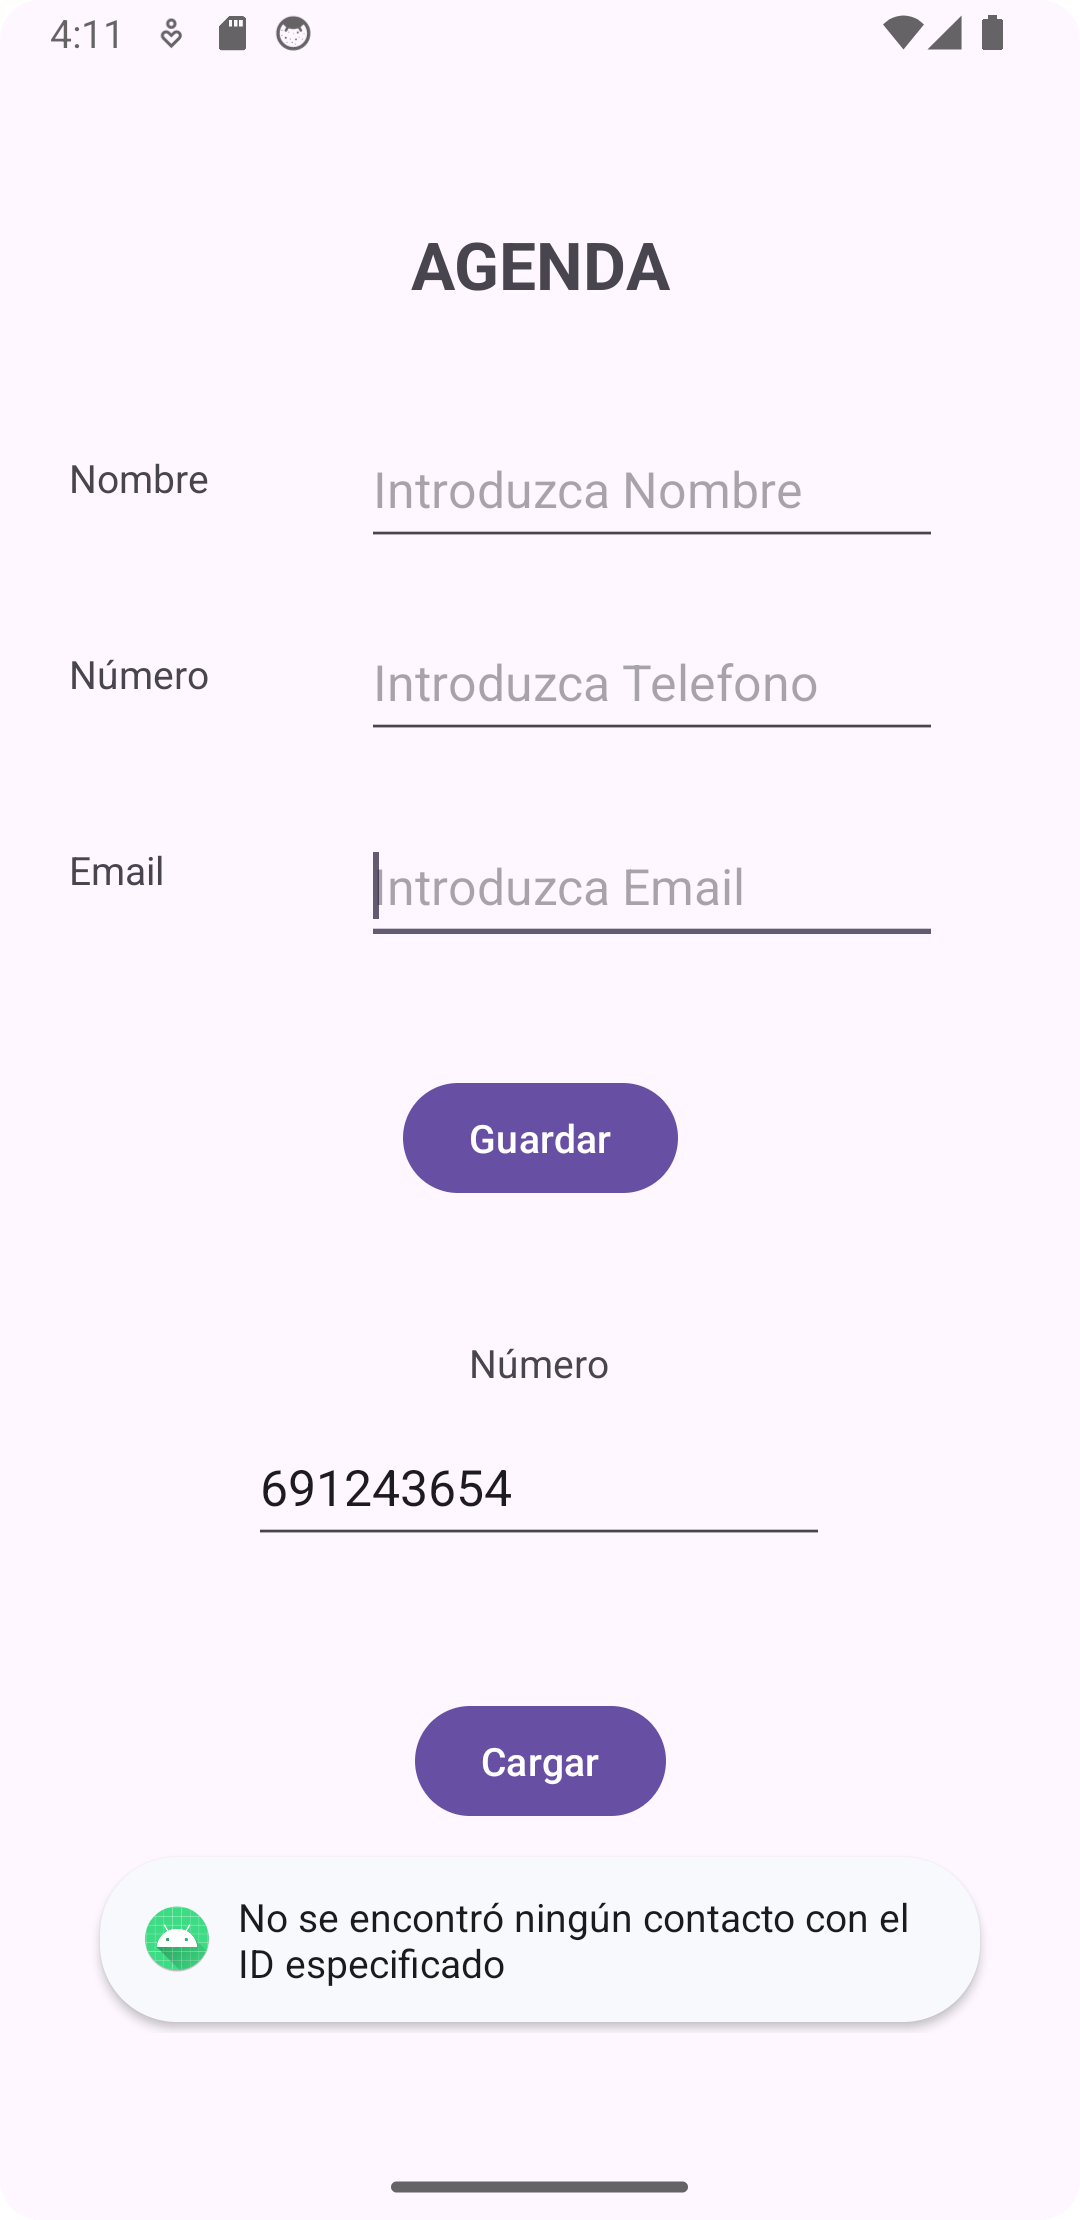 4:11
AGENDA
Nombre
Introduzca Nombre
Número
Introduzca Telefono
Email
Introduzca Email
Guardar
Número
691243654
Cargar
No se encontró ningún contacto con el
ID especificado